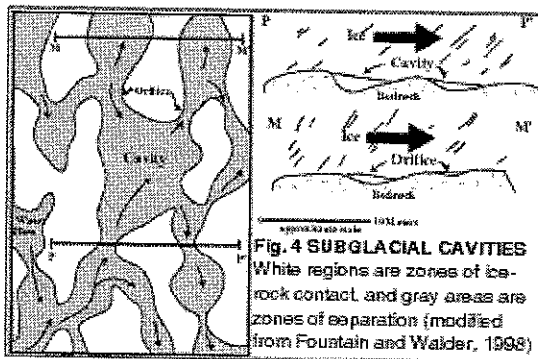 M
M'
Orifice
Cavity
Water
P
P'
P
P'
Ice
Cavity
Bedrock
M
M'
Ice
Orifice
Bedrock
approximate scale
Fig. 4 SUBGLACIAL CAVITIES
White regions are zones of ice-
rock contact, and gray areas are
zones of separation (modified
from Fountain and Walder, 1998)